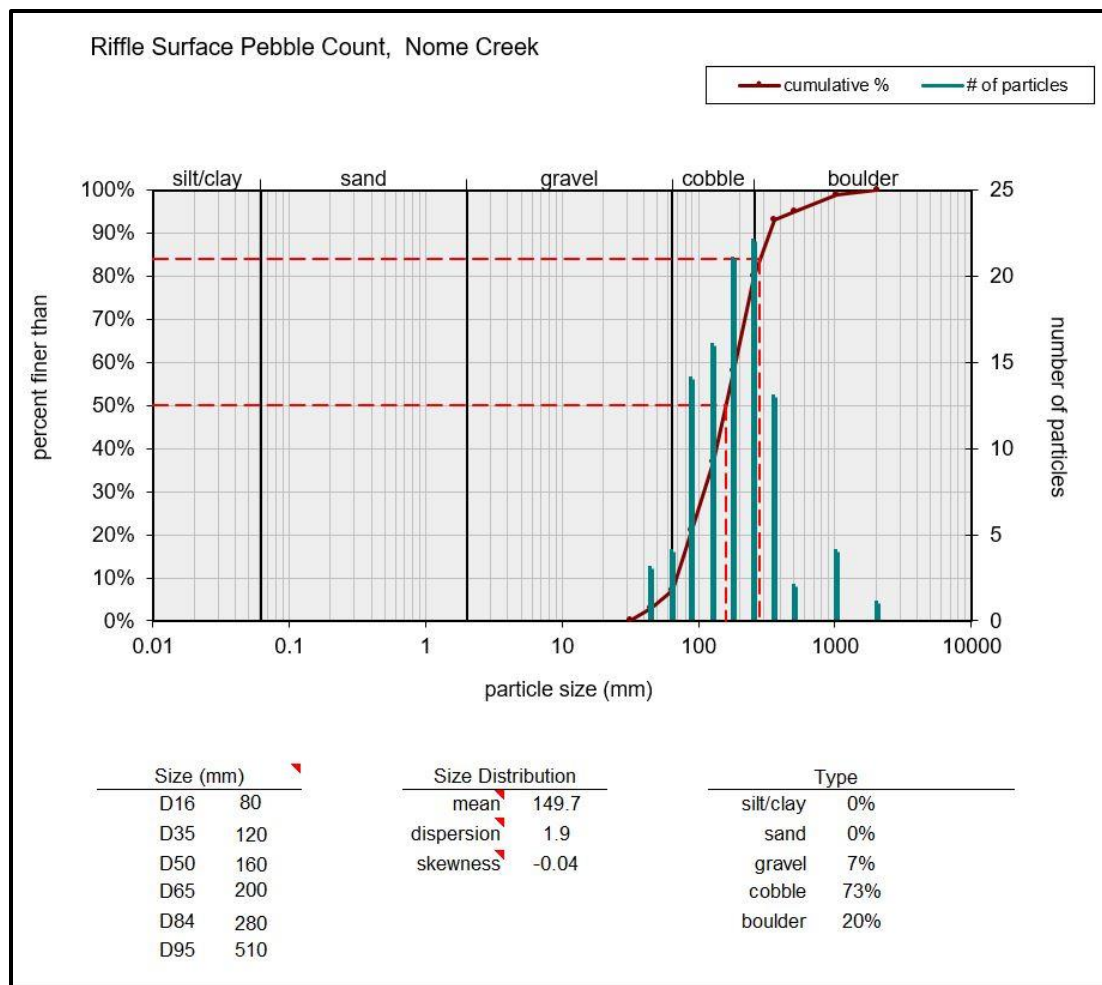 Riffle Surface Pebble Count, Nome Creek
cumulative % # of particles
silt/clay sand gravel cobble boulder
100% 25
90%
80% 20
70%
60% 15
50%
40% 10
30%
20% 5
10%
0% 0
0.01 0.1 1 10 100 1000 10000
percent finer than
number of particles
particle size (mm)
Size (mm) Size Distribution Type
D16 80 mean 149.7 silt/clay 0%
D35 120 dispersion 1.9 sand 0%
D50 160 skewness -0.04 gravel 7%
D65 200 cobble 73%
D84 280 boulder 20%
D95 510